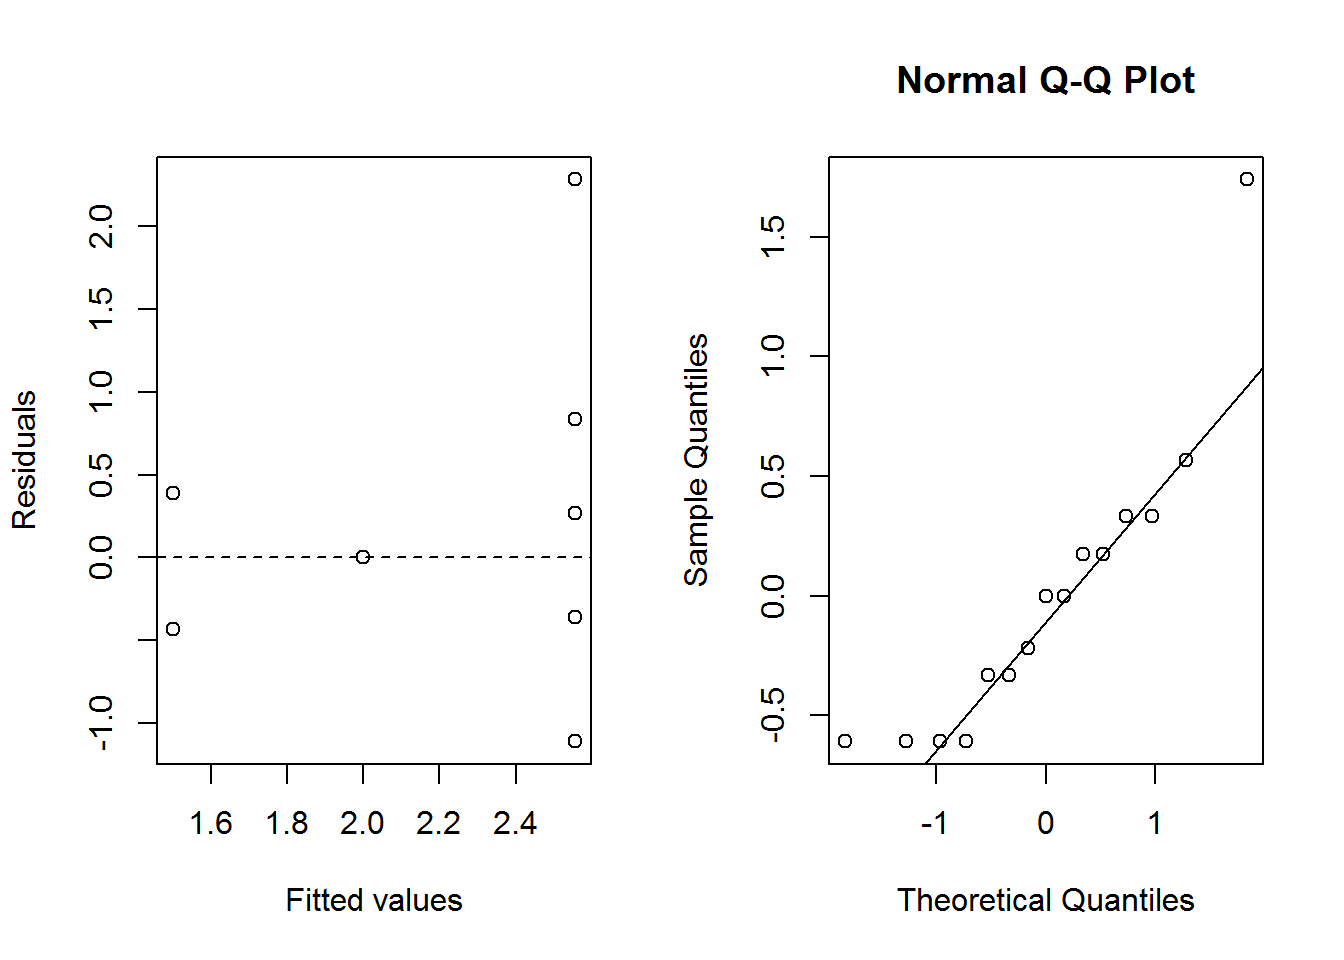 Normal Q-Q Plot
Residuals
-1.0
0.0
0.5
1.0
1.5
2.0
1.6 1.8 2.0 2.2 2.4
Fitted values
Sample Quantiles
-0.5
0.0
0.5
1.0
1.5
-1 0 1
Theoretical Quantiles